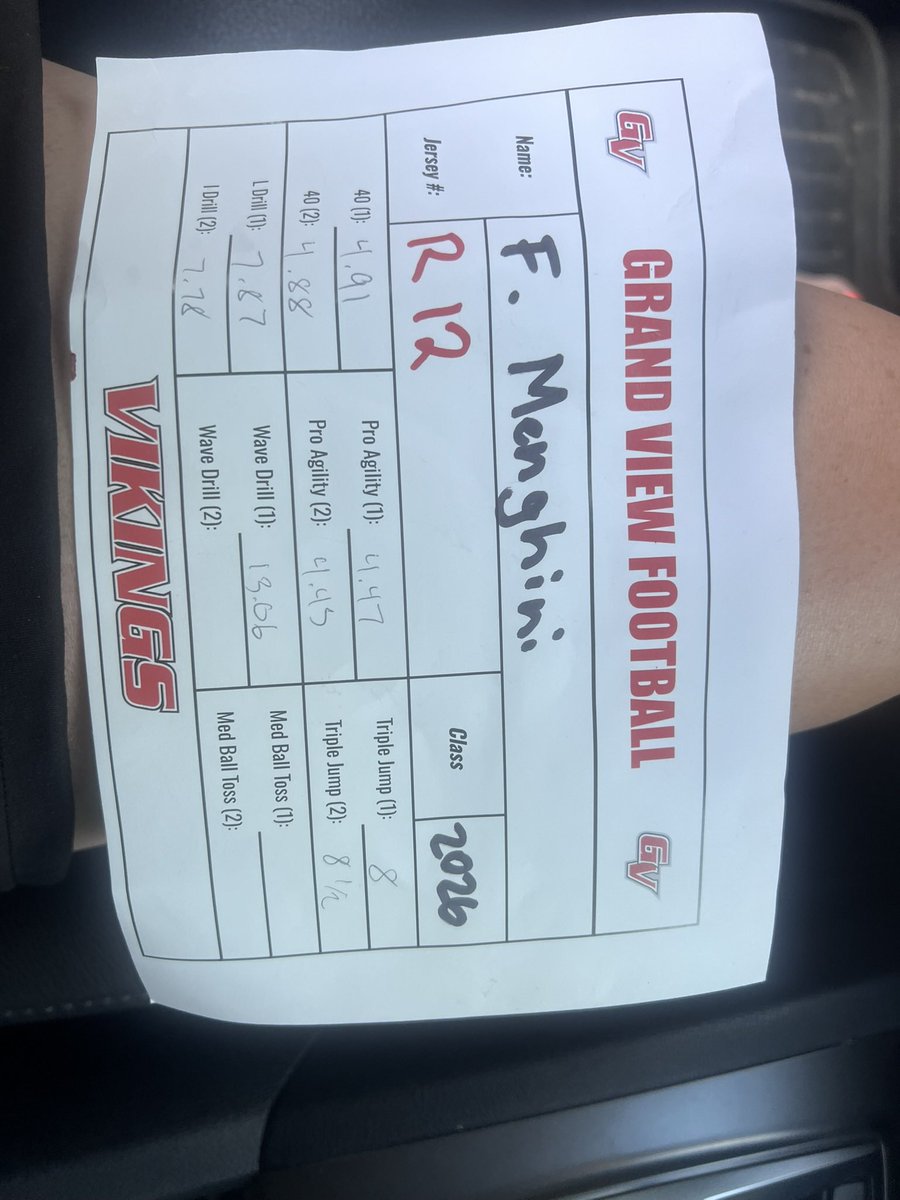 GV GRAND VIEW FOOTBALL GV
Name: F. Menghini
Jersey #: R 12 Class 2026
40 (1): 4.91 Pro Agility (1): 4.47 Triple Jump (1): 8
40 (2): 4.88 Pro Agility (2): 4.45 Triple Jump (2): 8 1/2
L Drill (1): 7.87 Wave Drill (1): 13.06 Med Ball Toss (1):
l Drill (2): 7.78 Wave Drill (2): Med Ball Toss (2):
VIKINGS